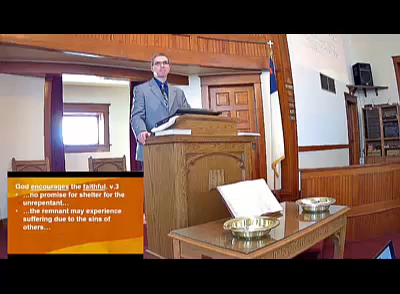 God encourages the faithful. v.3
• …no promise for shelter for the
unrepentant…
• …the remnant may experience
suffering due to the sins of
others…